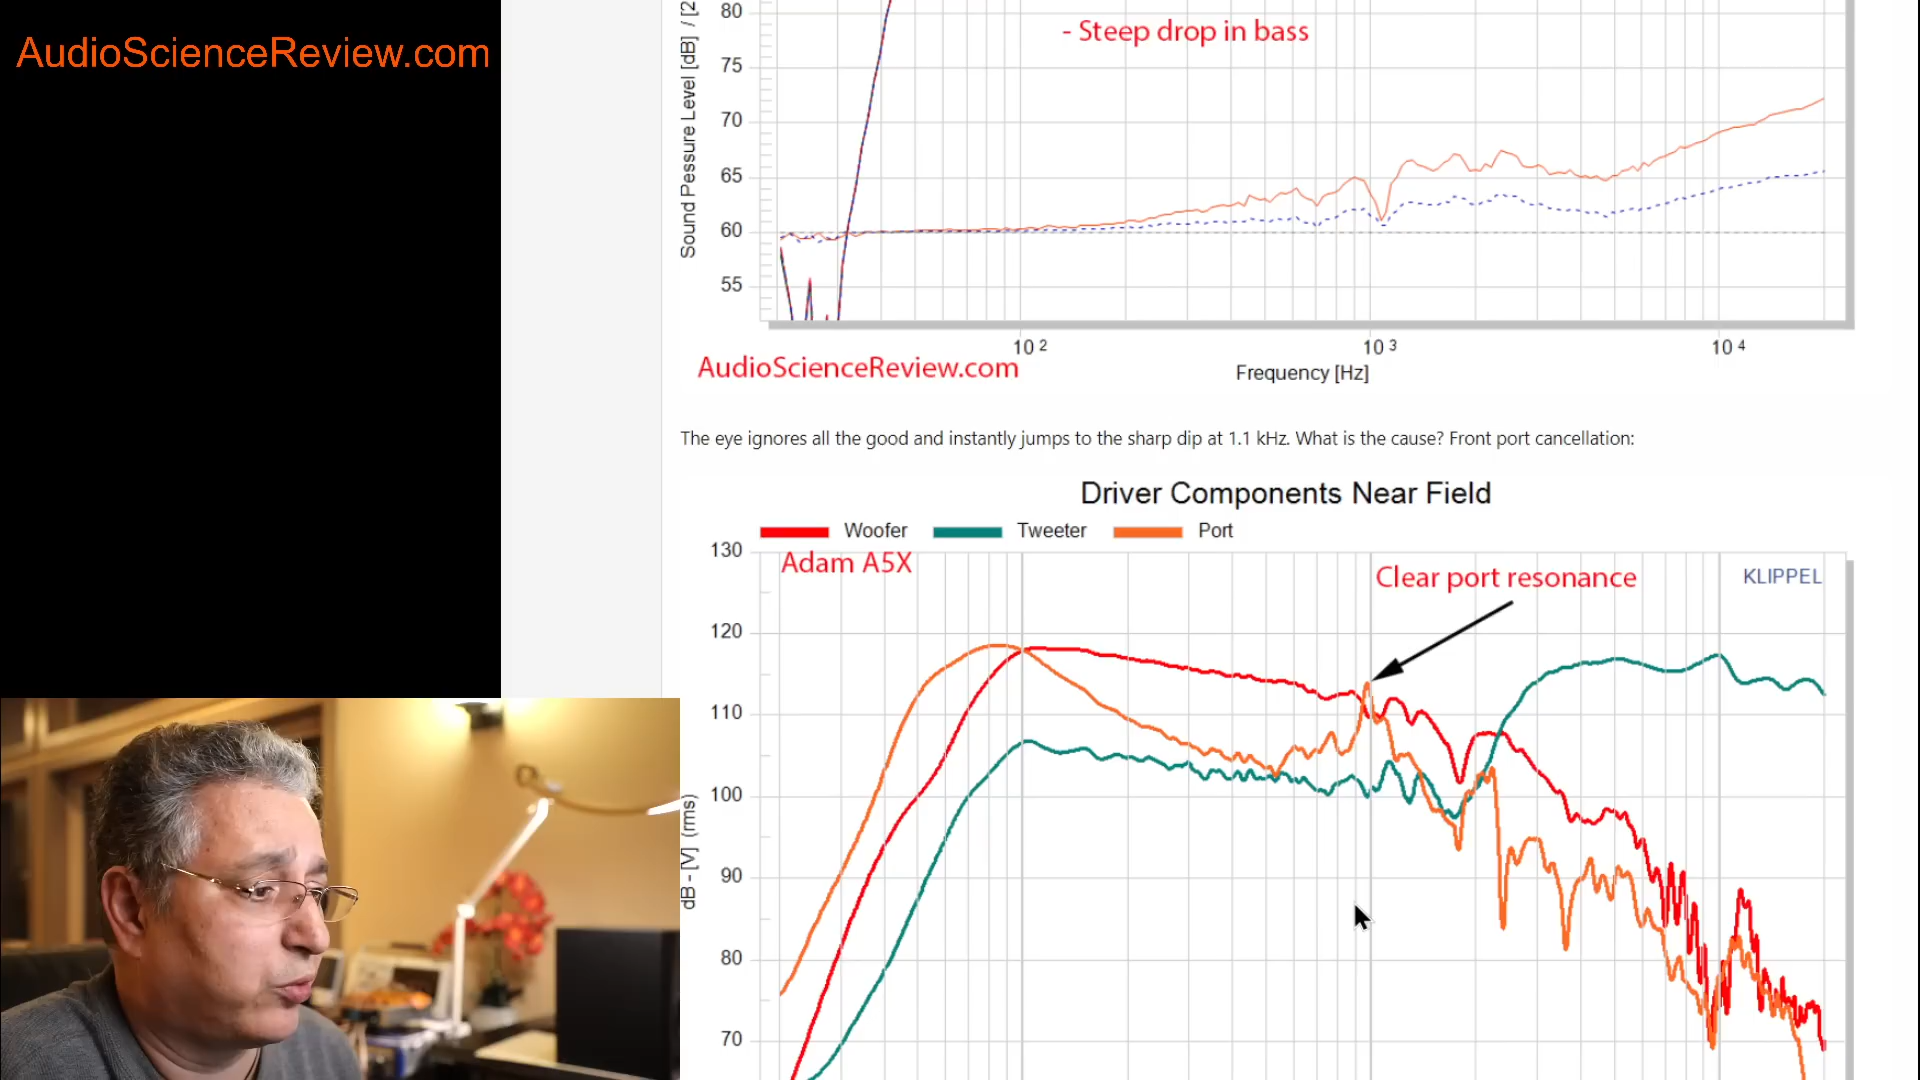 AudioScienceReview.com
80
- Steep drop in bass
75
70
65
60
55
Sound Pessure Level [dB] / [2
10 2
10 3
10 4
AudioScienceReview.com
Frequency [Hz]
The eye ignores all the good and instantly jumps to the sharp dip at 1.1 kHz. What is the cause? Front port cancellation:
Driver Components Near Field
Woofer Tweeter Port
130
Adam A5X
Clear port resonance
KLIPPEL
120
110
100
90
80
70
dB - [V] (rms)